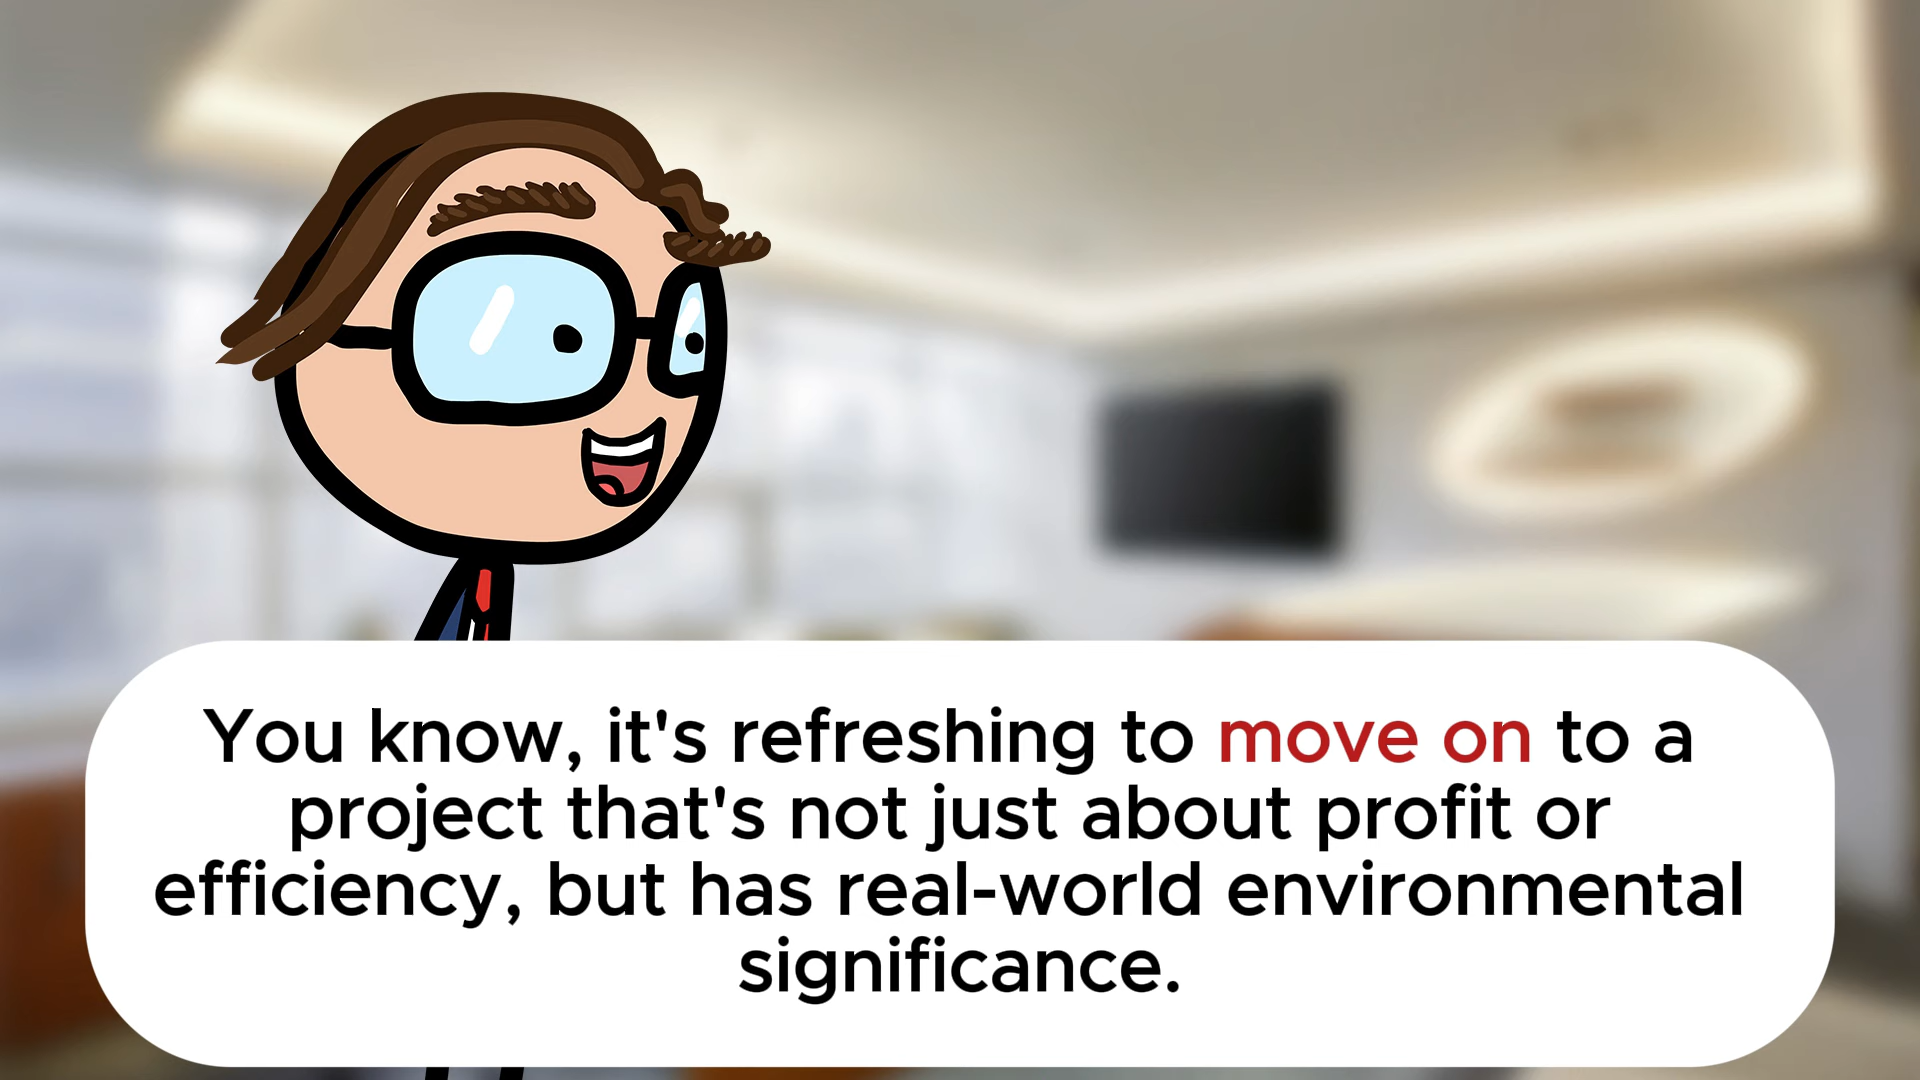 You know, it's refreshing to move on to a
project that's not just about profit or
efficiency, but has real-world environmental
significance.